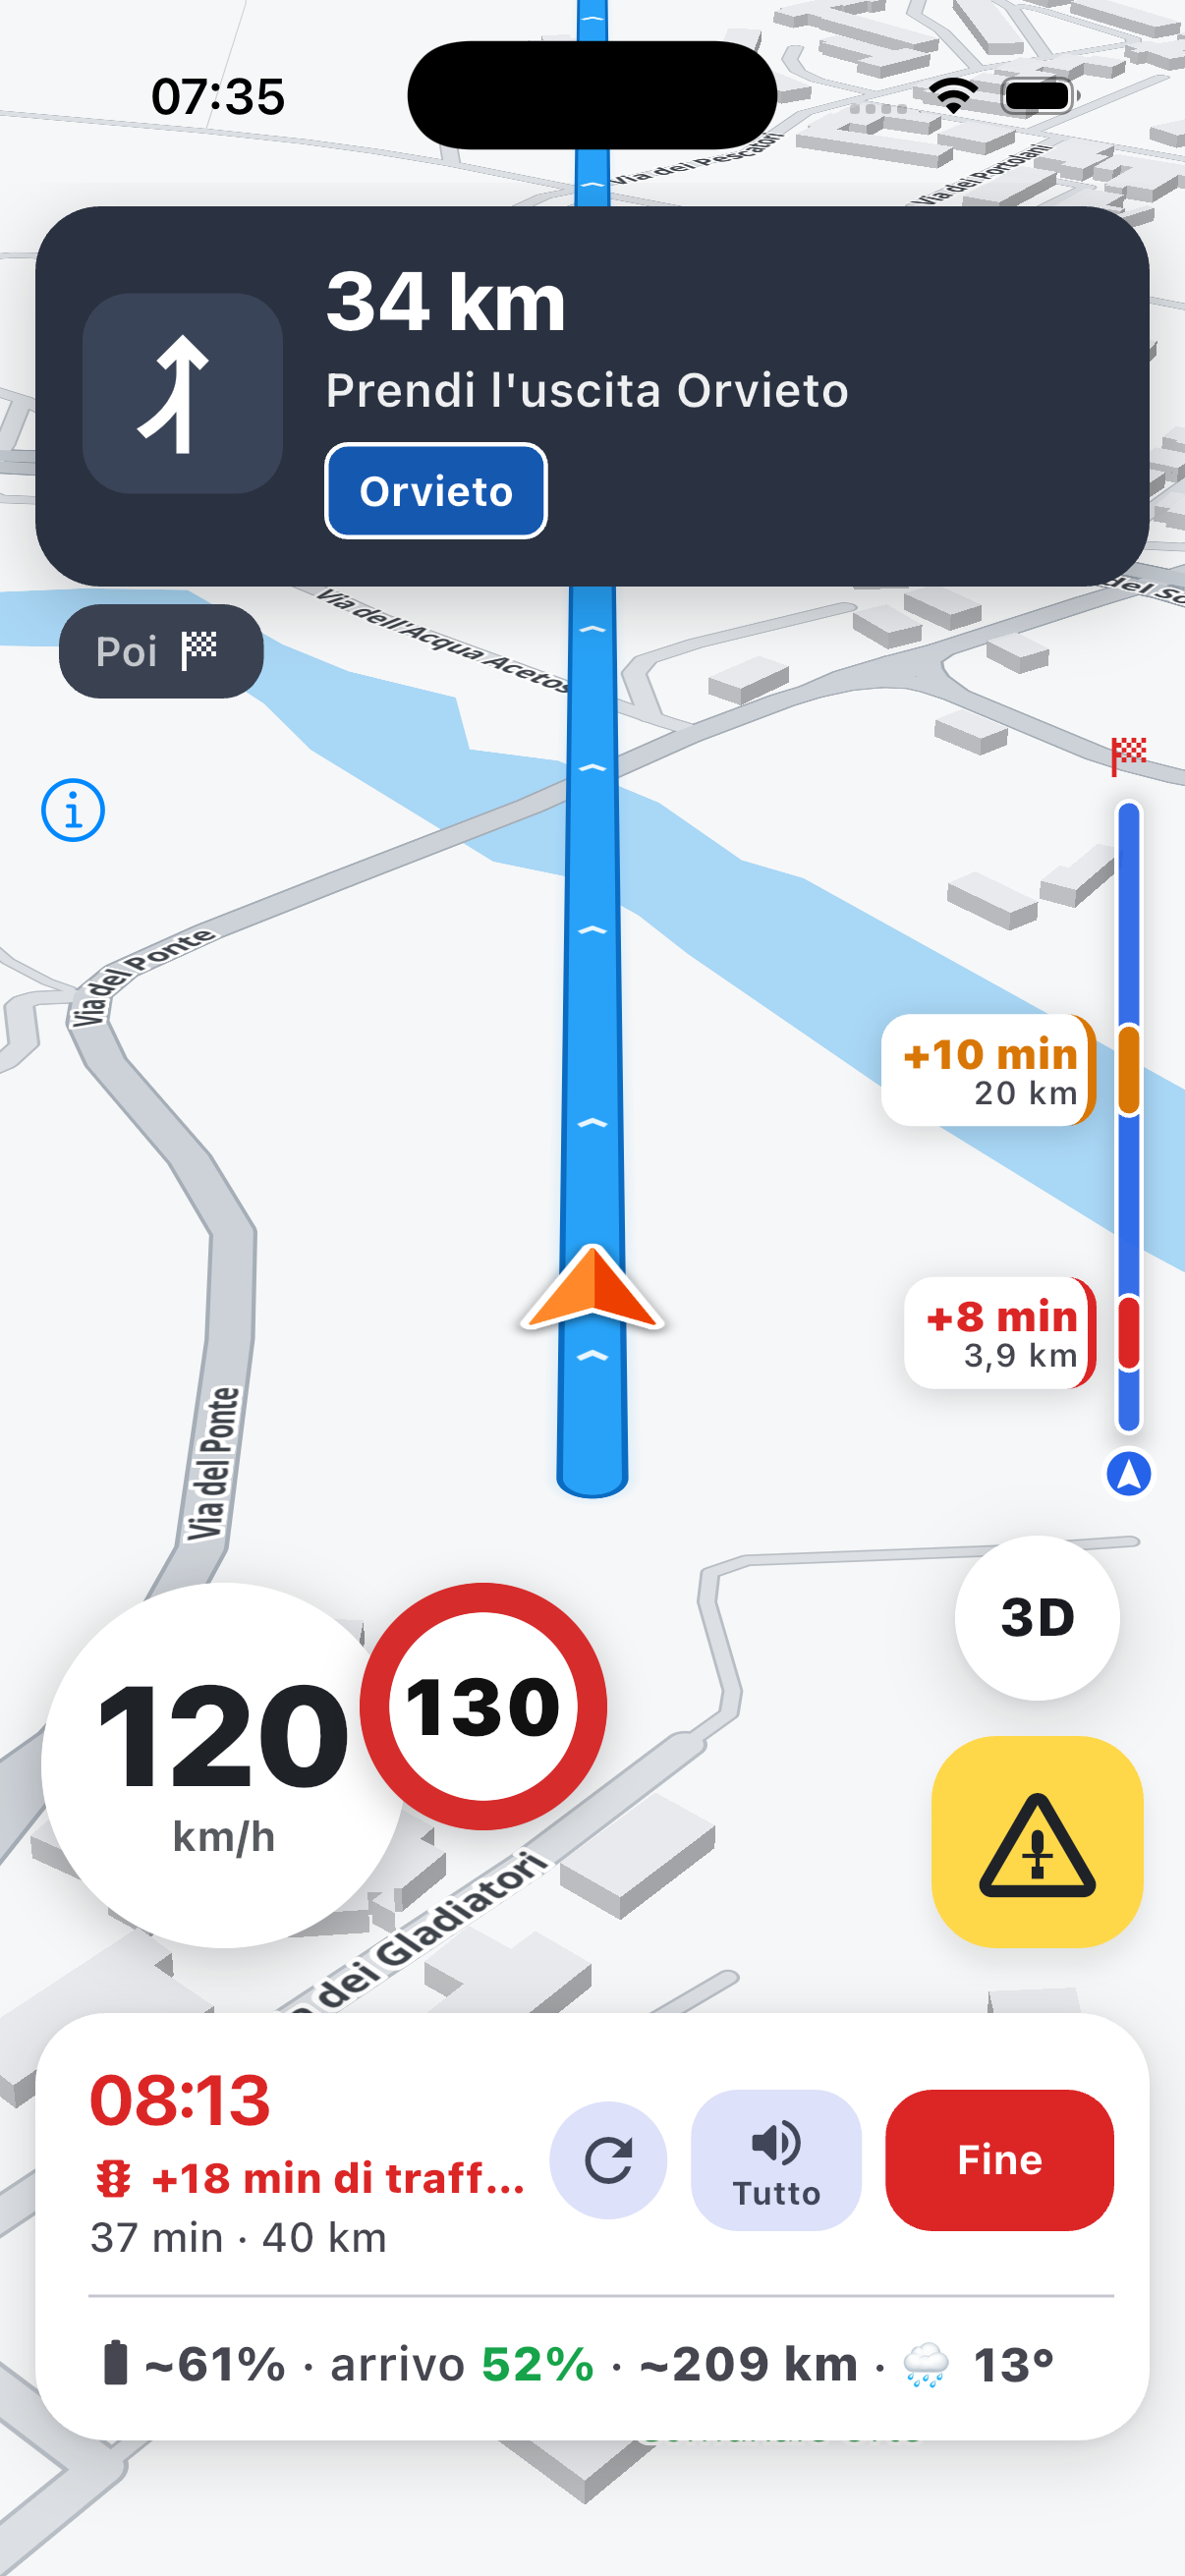 07:35
Via dei Pescatori
Via dei Portolani
34 km
Prendi l'uscita Orvieto
Orvieto
Poi
Via dell'Acqua Acetos
del So
Via del Ponte
+10 min
20 km
+8 min
3,9 km
Via del Ponte
3D
120
km/h
130
dei Gladiatori
08:13
+18 min di traff...
37 min · 40 km
Tutto
Fine
~61% · arrivo 52% · ~209 km · 13°